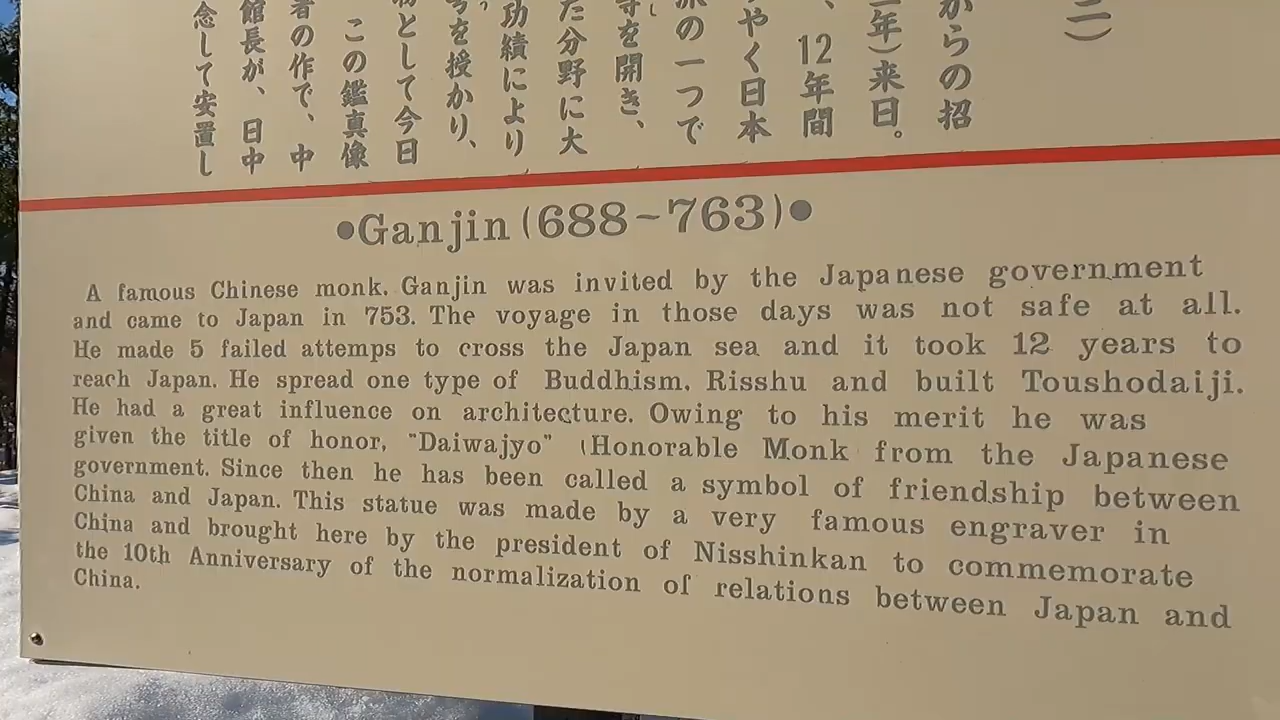 二)
からの招
年)来日。
、12年間
やく日本
の一つで
寺を開き、
た分野に大
功績により
号を授かり、
として今日
この鑑真像
者の作で、中
館長が、日中
念して安置し
•Ganjin(688~763)•
A famous Chinese monk. Ganjin was invited by the Japanese government
and came to Japan in 753. The voyage in those days was not safe at all.
He made 5 failed attemps to cross the Japan sea and it took 12 years to
reach Japan. He spread one type of Buddhism. Risshu and built Toushodaiji.
He had a great influence on architecture. Owing to his merit he was
given the title of honor, "Daiwajyo" (Honorable Monk from the Japanese
government. Since then he has been called a symbol of friendship between
China and Japan. This statue was made by a very famous engraver in
China and brought here by the president of Nisshinkan to commemorate
the 10th Anniversary of the normalization of relations between Japan and
China.